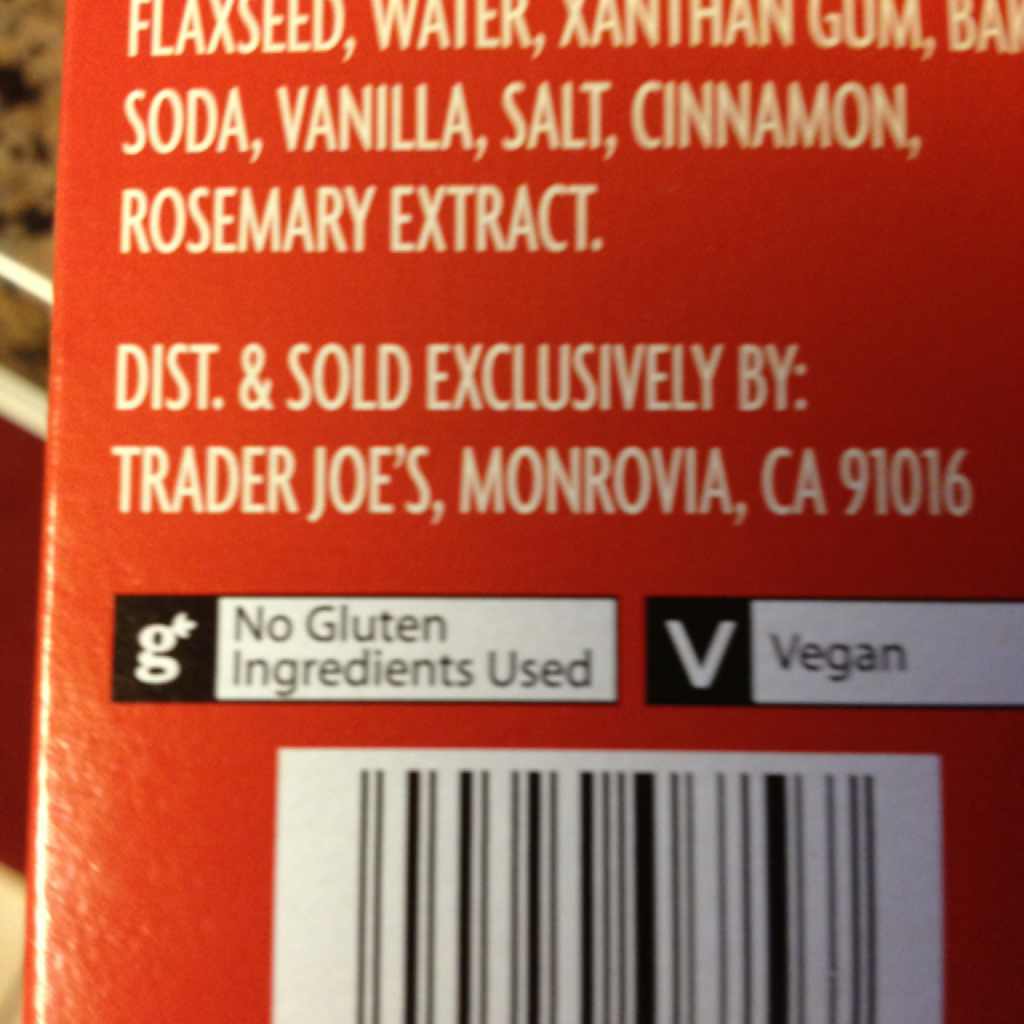 FLAXSEED, WATER, XANTHAN GUM,
SODA, VANILLA, SALT, CINNAMON,
ROSEMARY EXTRACT.
DIST. & SOLD EXCLUSIVELY BY:
TRADER JOE'S, MONROVIA, CA 91016
g No Gluten
Ingredients Used
V Vegan